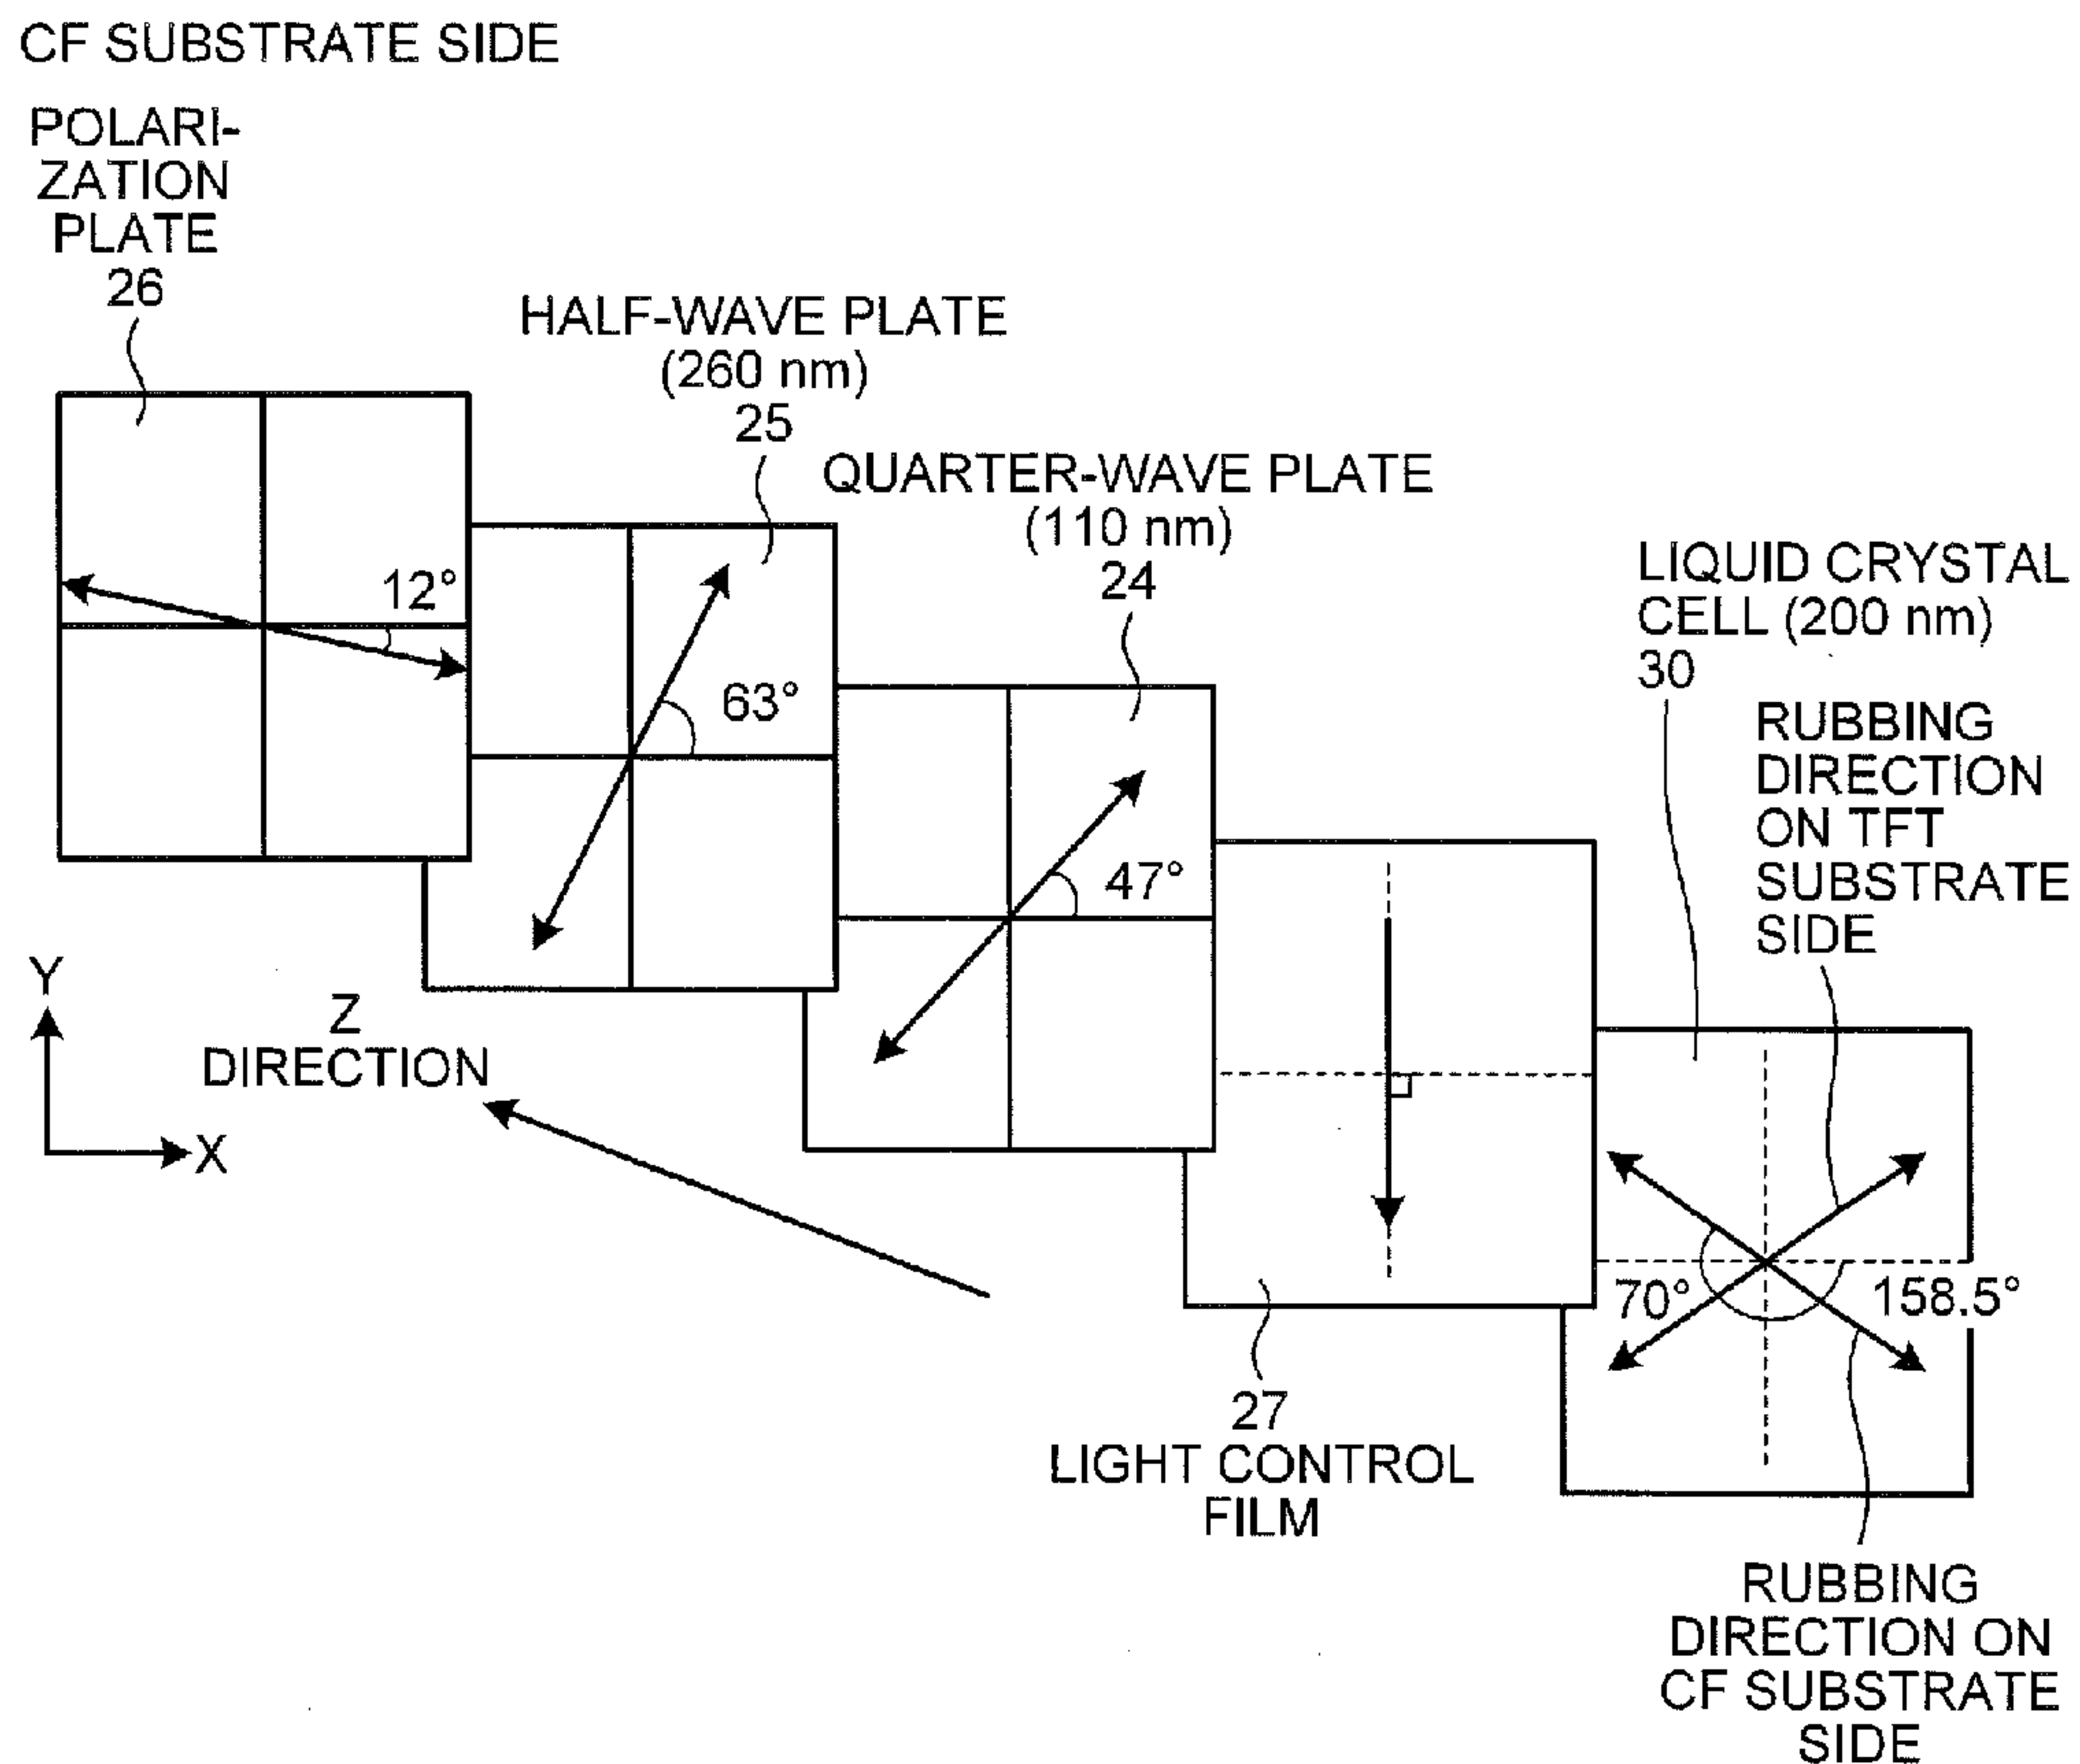 CF SUBSTRATE SIDE
POLARI-
ZATION
PLATE
26
HALF-WAVE PLATE
(260 nm)
25
QUARTER-WAVE PLATE
(110 nm)
24
LIQUID CRYSTAL
CELL (200 nm)
30
RUBBING
DIRECTION
ON TFT
SUBSTRATE
SIDE
12°
63°
47°
Y
X
Z
DIRECTION
70°
158.5°
27
LIGHT CONTROL
FILM
RUBBING
DIRECTION ON
CF SUBSTRATE
SIDE